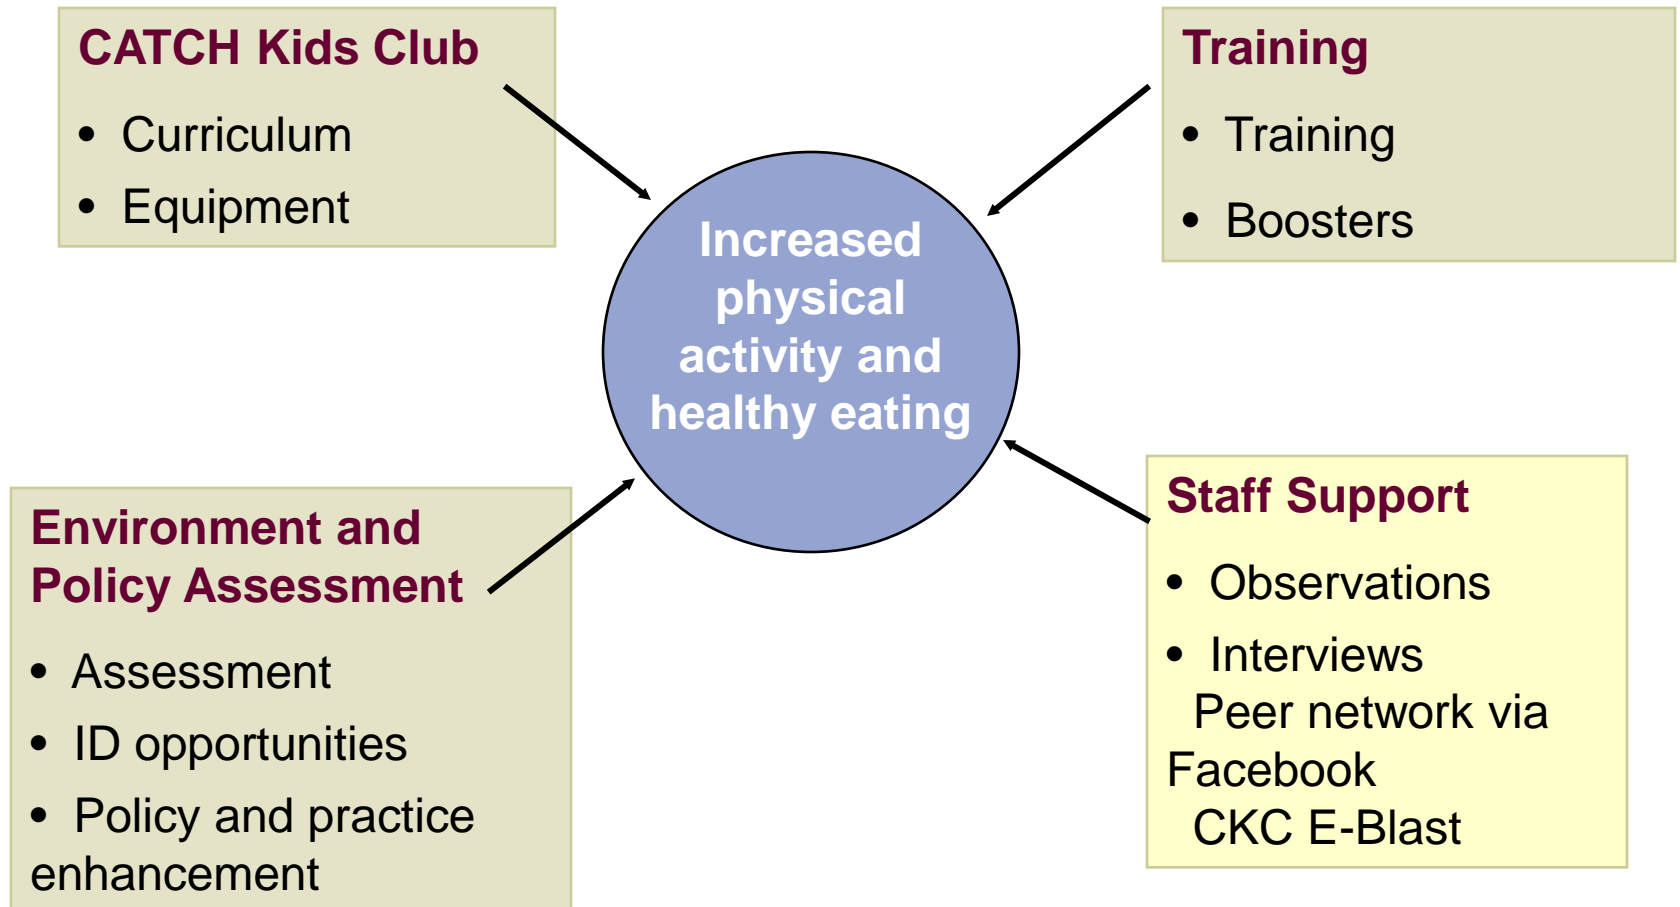 CATCH Kids Club
• Curriculum
• Equipment
Training
• Training
• Boosters
Increased
physical
activity and
healthy eating
Environment and
Policy Assessment
• Assessment
• ID opportunities
• Policy and practice
enhancement
Staff Support
• Observations
• Interviews
Peer network via
Facebook
CKC E-Blast